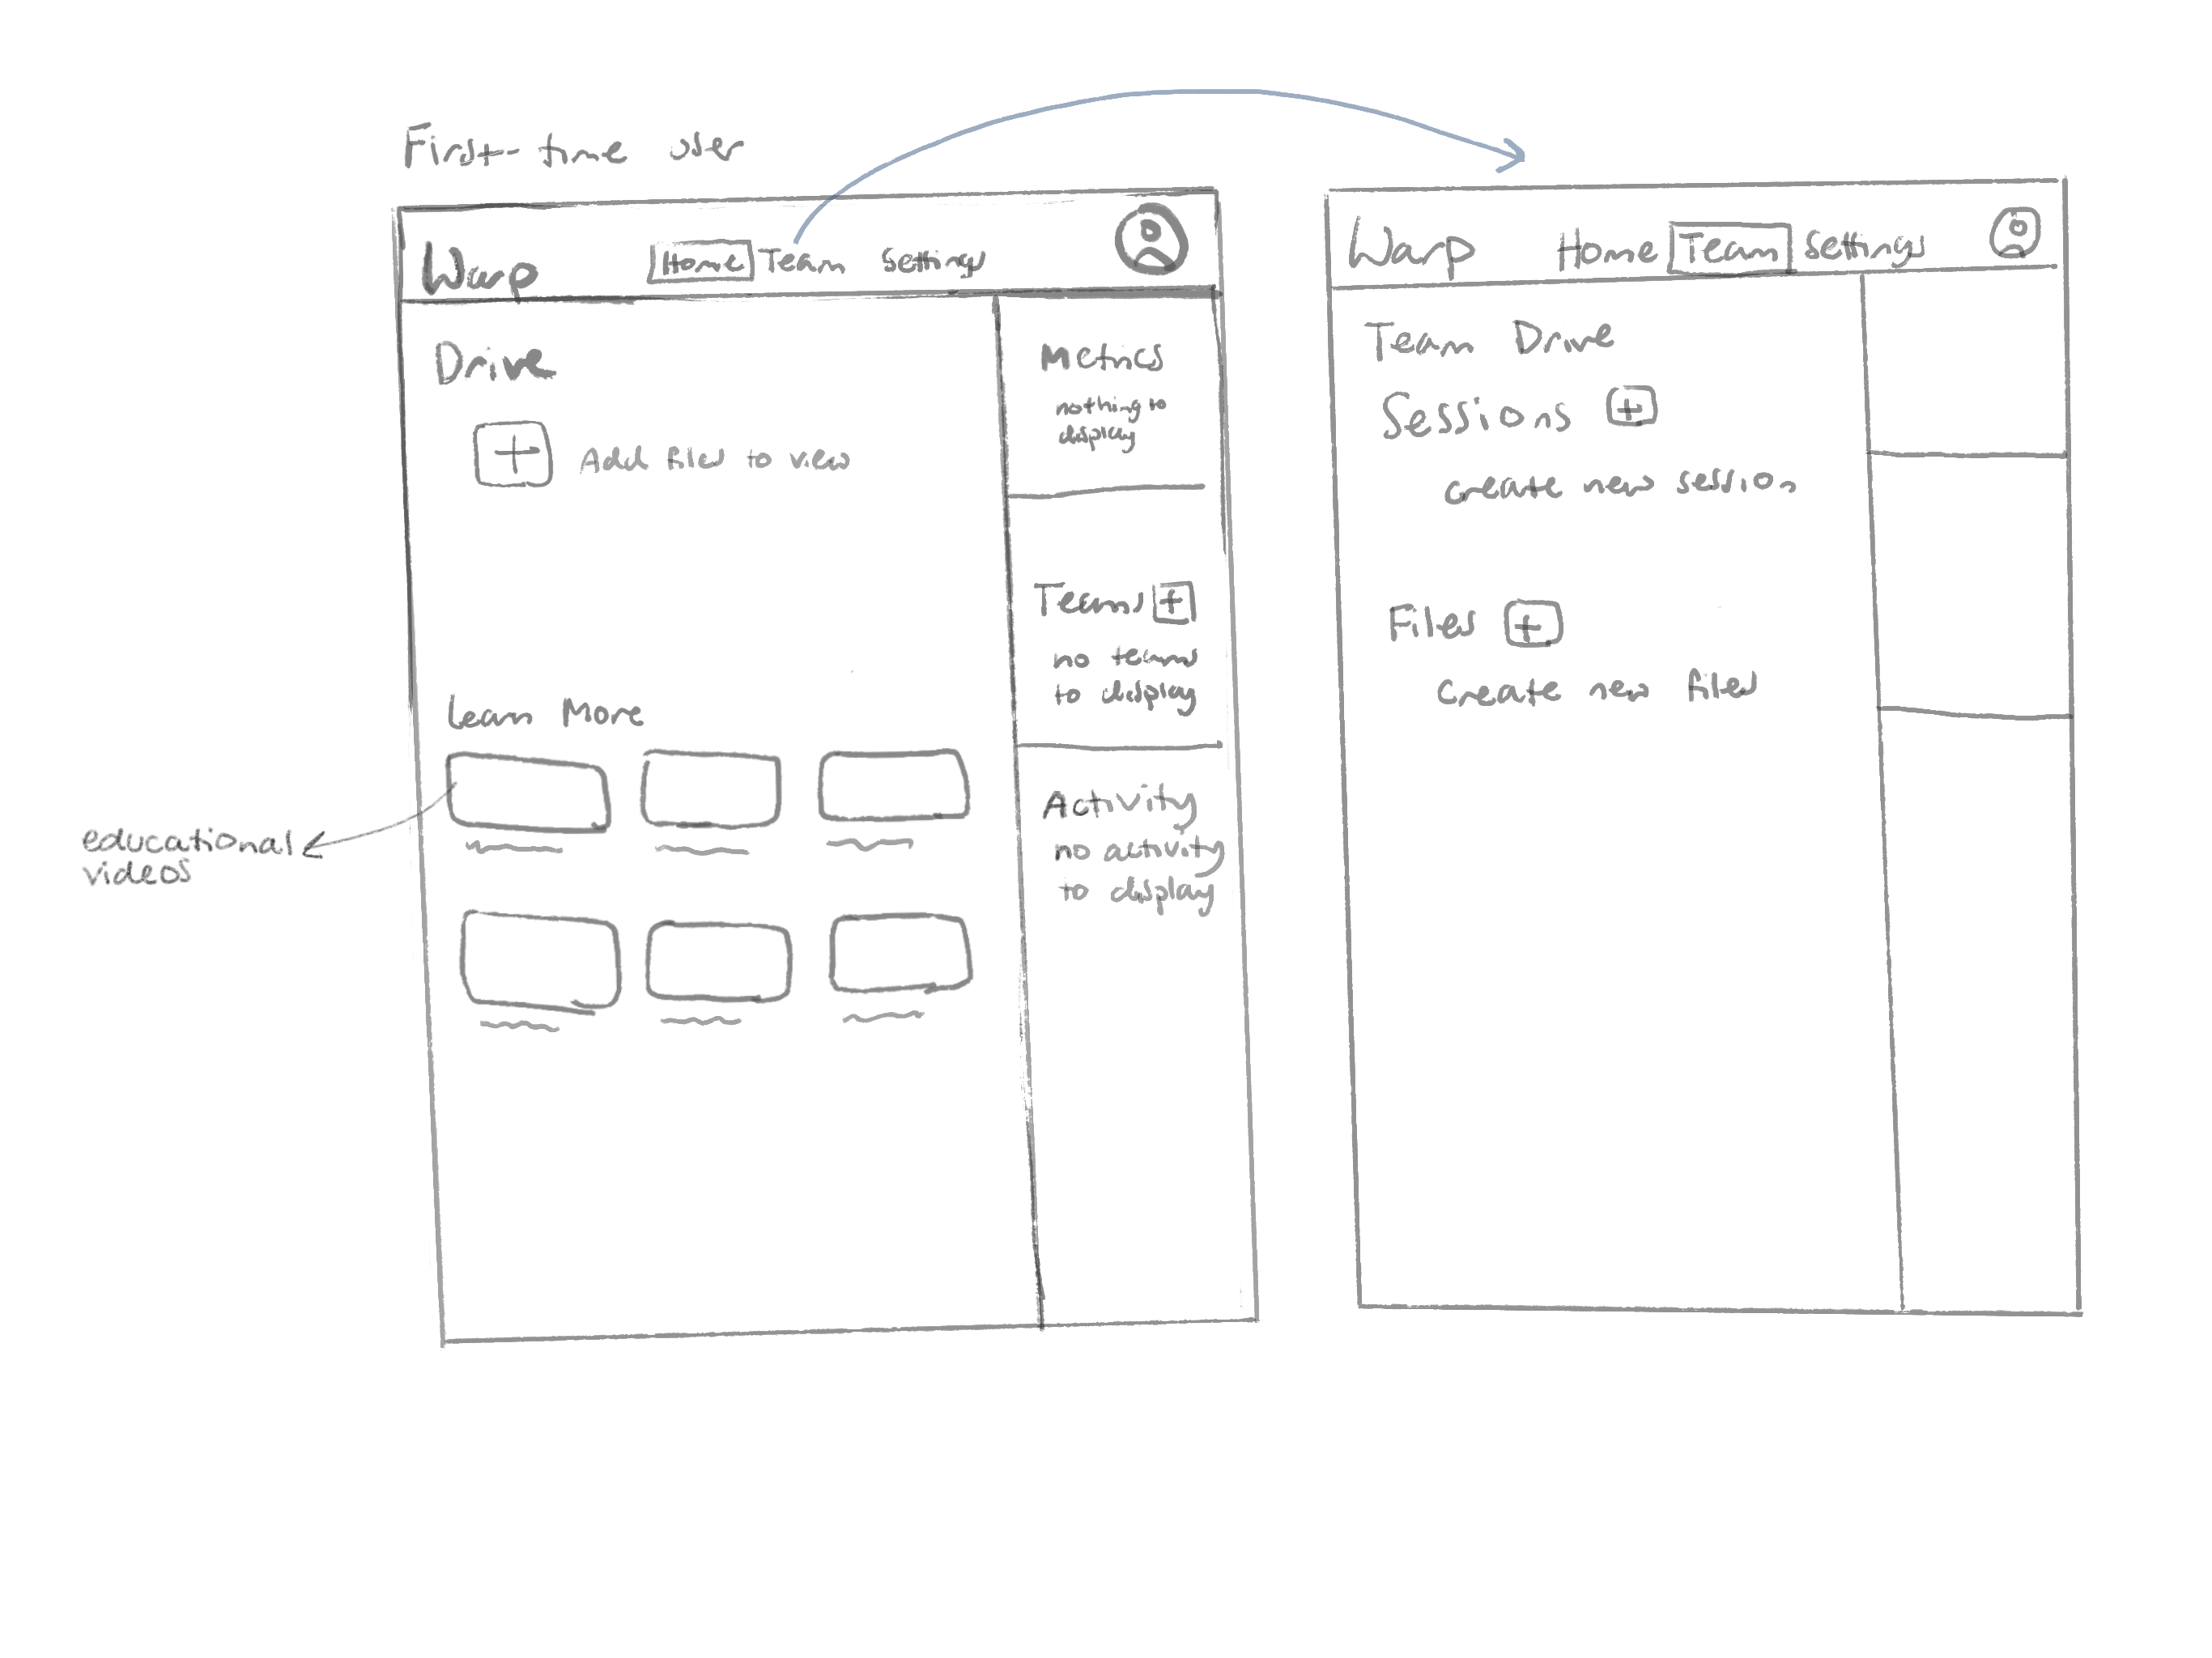 First-time user
Warp Home Team Settings
Drive
Add files to view
Learn More
educational
videos
Metrics
nothing to
display
Teams
no teams
to display
Activity
no activity
to display
Warp Home Team Settings
Team Drive
Sessions
create new session
Files
create new files